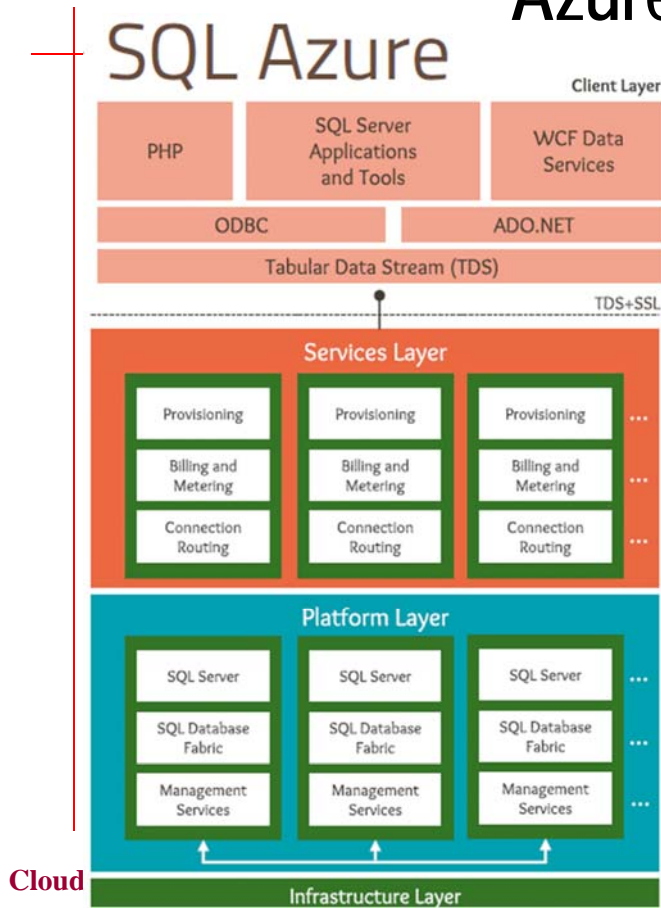 Azure
SQL Azure
Client Layer
PHP
SQL Server
Applications
and Tools
WCF Data
Services
ODBC
ADO.NET
Tabular Data Stream (TDS)
TDS+SSL
Services Layer
Provisioning
Provisioning
Provisioning
...
Billing and
Metering
Billing and
Metering
Billing and
Metering
...
Connection
Routing
Connection
Routing
Connection
Routing
...
Platform Layer
SQL Server
SQL Server
SQL Server
...
SQL Database
Fabric
SQL Database
Fabric
SQL Database
Fabric
...
Management
Services
Management
Services
Management
Services
...
Cloud
Infrastructure Layer